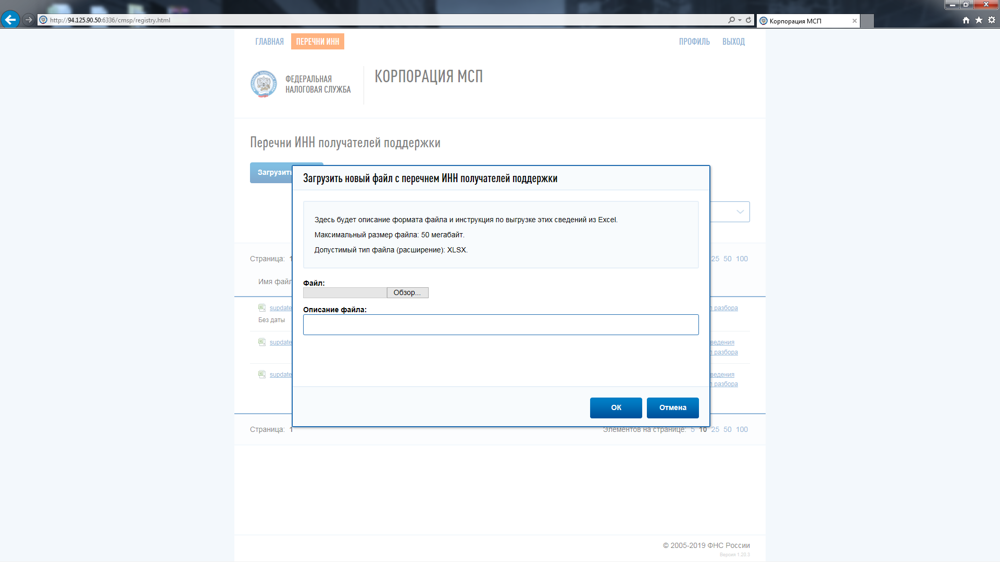 http://94.125.90.50:6336/cmsp/registry.html
Корпорация МСП
ГЛАВНАЯ
ПЕРЕЧНИ ИНН
ПРОФИЛЬ
ВЫХОД
ФЕДЕРАЛЬНАЯ
НАЛОГОВАЯ СЛУЖБА
КОРПОРАЦИЯ МСП
Перечни ИНН получателей поддержки
Загрузить
Загрузить новый файл с перечнем ИНН получателей поддержки
Здесь будет описание формата файла и инструкция по выгрузке этих сведений из Excel.
Максимальный размер файла: 50 мегабайт.
Допустимый тип файла (расширение): XLSX.
Страница: 1
25 50 100
Имя файл
Файл:
Обзор...
supdate
разбора
Без даты
Описание файла:
supdate
ведения
разбора
supdate
ведения
разбора
ОК
Отмена
Страница: 1
Элементов на странице: 5 10 25 50 100
© 2005-2019 ФНС России
Версия 1.20.3